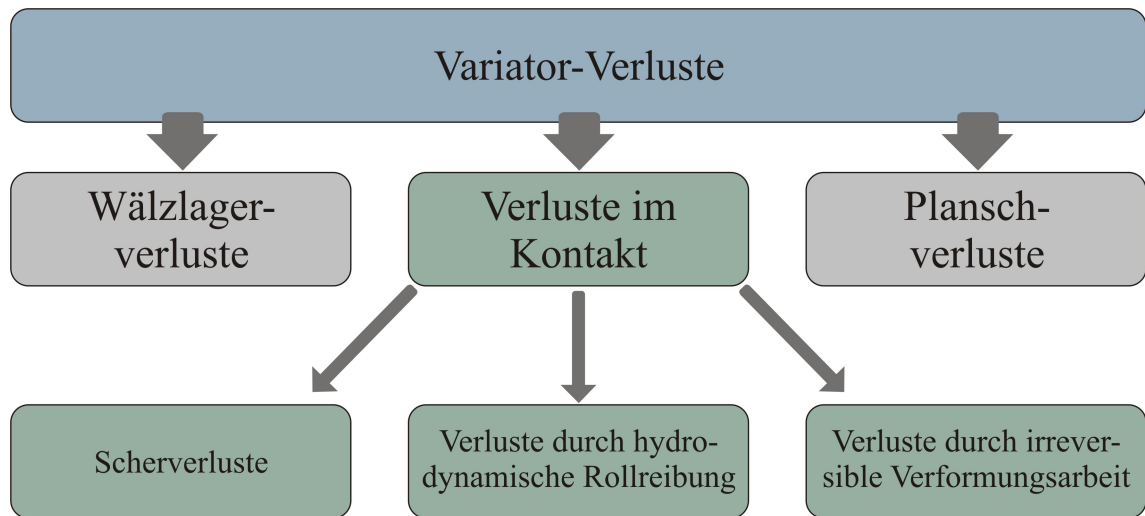 Variator-Verluste
Wälzlager-
verluste
Verluste im
Kontakt
Plansch-
verluste
Scherverluste
Verluste durch hydro-
dynamische Rollreibung
Verluste durch irrever-
sible Verformungsarbeit